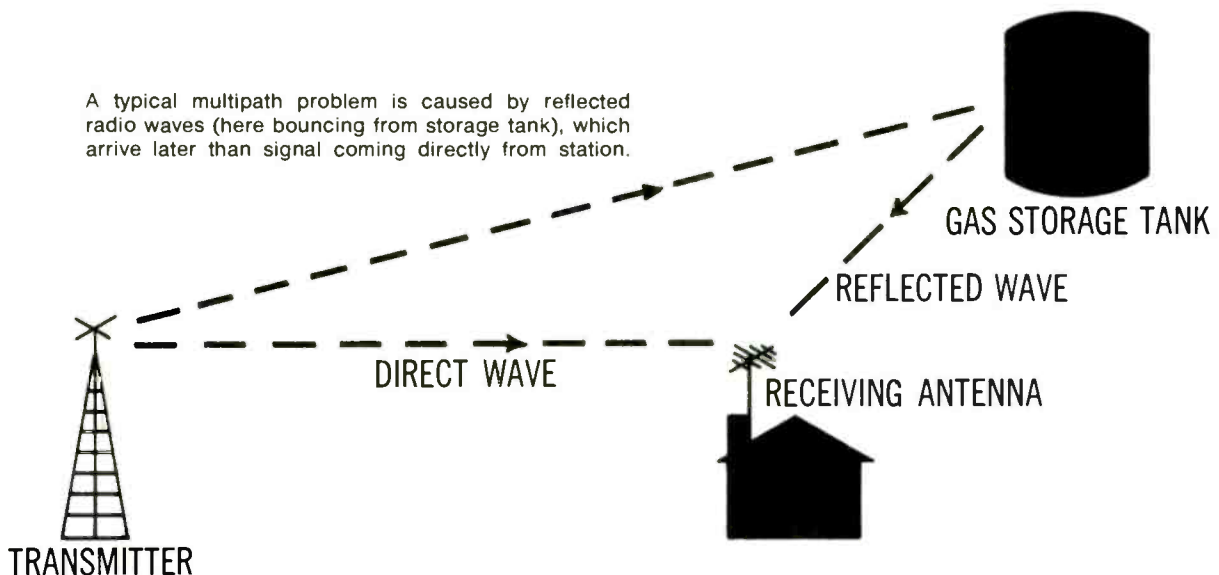 A typical multipath problem is caused by reflected
radio waves (here bouncing from storage tank), which
arrive later than signal coming directly from station.
GAS STORAGE TANK
REFLECTED WAVE
DIRECT WAVE
RECEIVING ANTENNA
TRANSMITTER